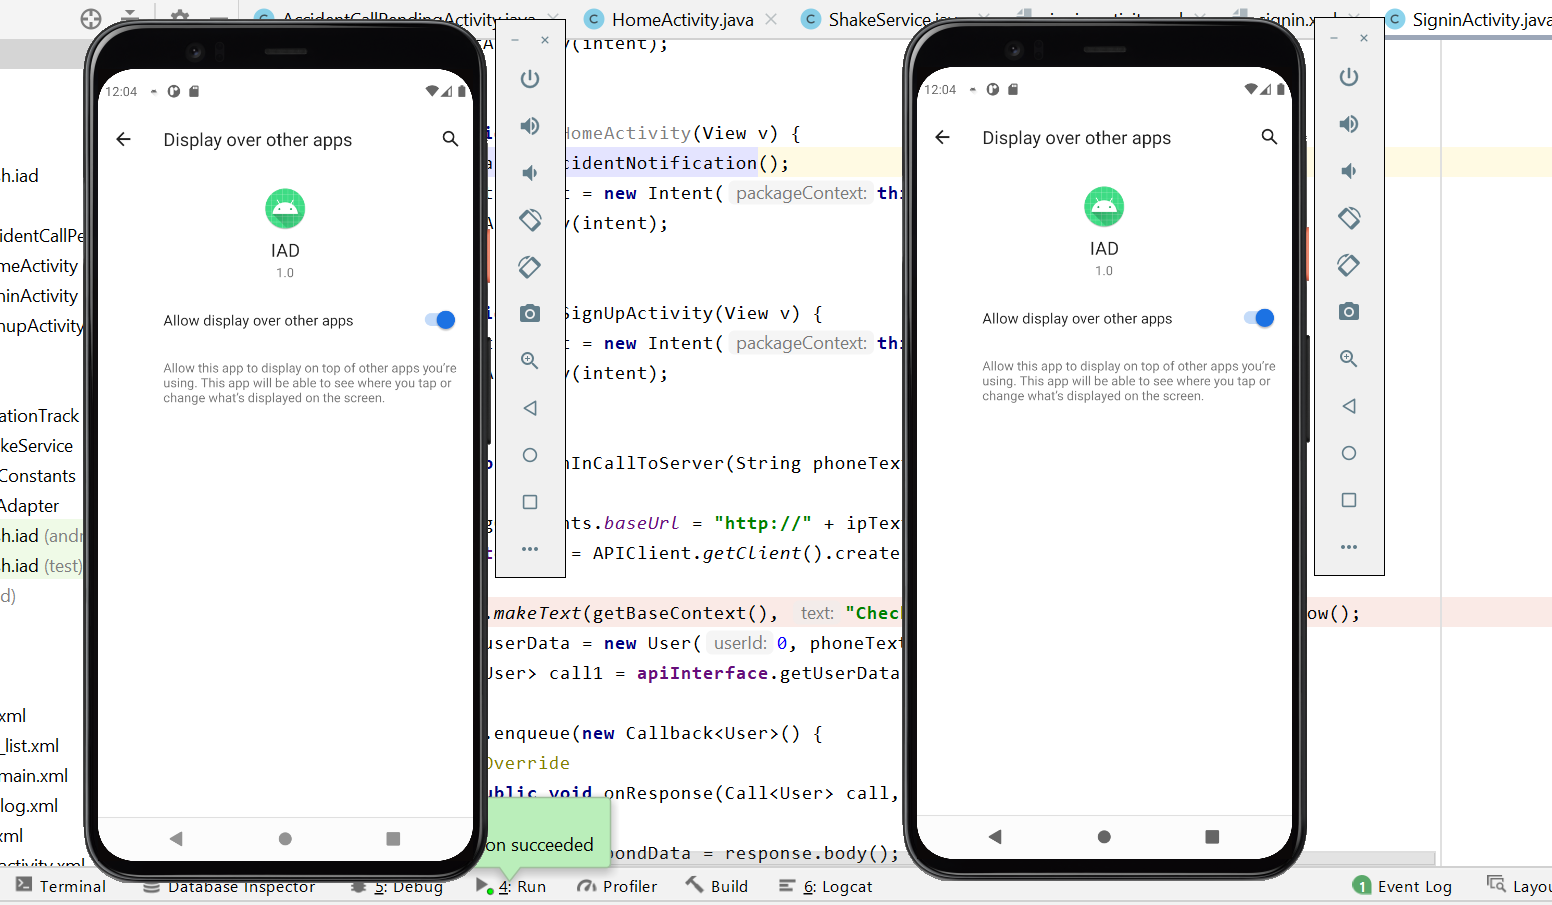 AccidentCallPendingActivity.java
HomeActivity.java
ShakeService.java
signin.xml
SigninActivity.java
12:04
Display over other apps
IAD
1.0
Allow display over other apps
Allow this app to display on top of other apps you're
using. This app will be able to see where you tap or
change what's displayed on the screen.
12:04
Display over other apps
IAD
1.0
Allow display over other apps
Allow this app to display on top of other apps you're
using. This app will be able to see where you tap or
change what's displayed on the screen.
h.iad
identCallPe
meActivity
ninActivity
nupActivity
ationTrack
keService
Constants
Adapter
h.iad (andr
h.iad (test)
d)
xml
_list.xml
main.xml
log.xml
xml
activity.xml
y(intent);
HomeActivity(View v) {
cidentNotification();
= new Intent( packageContext: th
y(intent);
SignUpActivity(View v) {
= new Intent( packageContext: th
y(intent);
nInCallToServer(String phoneTex
nts.baseUrl = "http://" + ipTex
= APIClient.getClient().create
.makeText(getBaseContext(), text: "Chec
ow();
userData = new User( userId: 0, phoneTex
User> call1 = apiInterface.getUserData
.enqueue(new Callback<User>() {
Override
ublic void onResponse(Call<User> call,
on succeeded
pondData = response.body();
Terminal
Database Inspector
5: Debug
4: Run
Profiler
Build
6: Logcat
1
Event Log
Layou